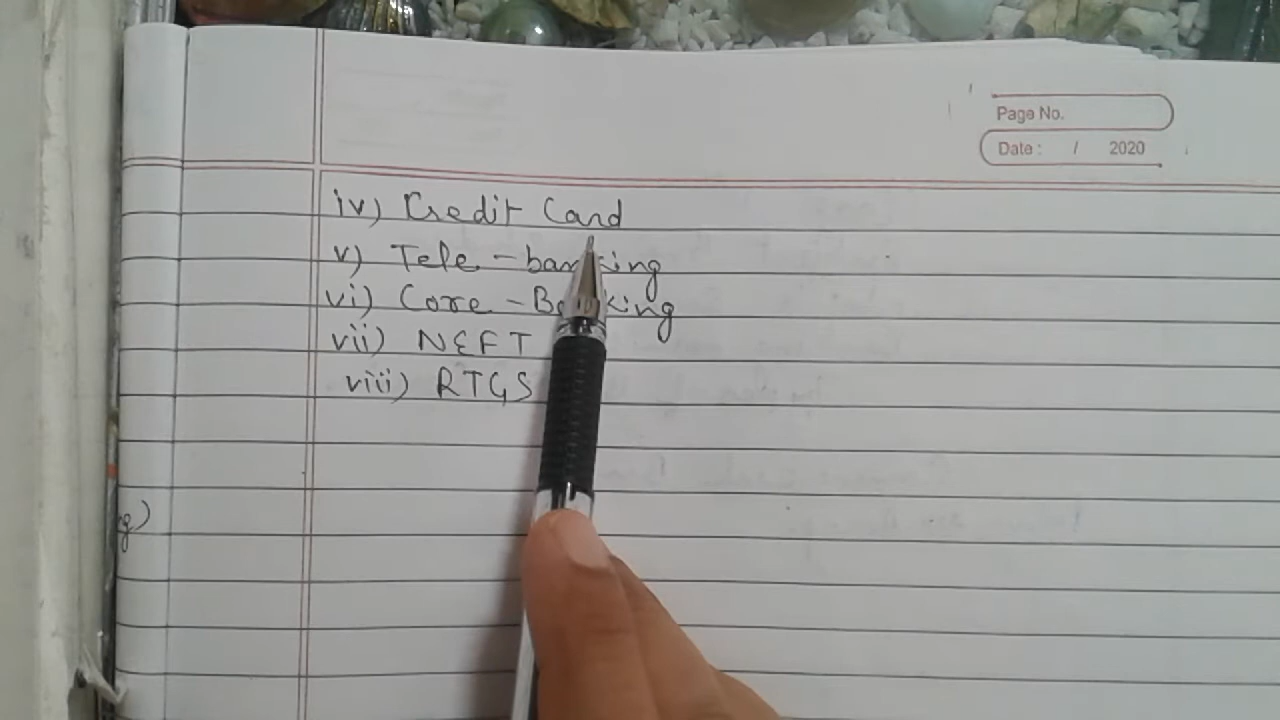 Page No.
Date : / 2020
iv) Credit Card
v) Tele-banking
vi) Core-Banking
vii) NEFT
viii) RTGS
g)